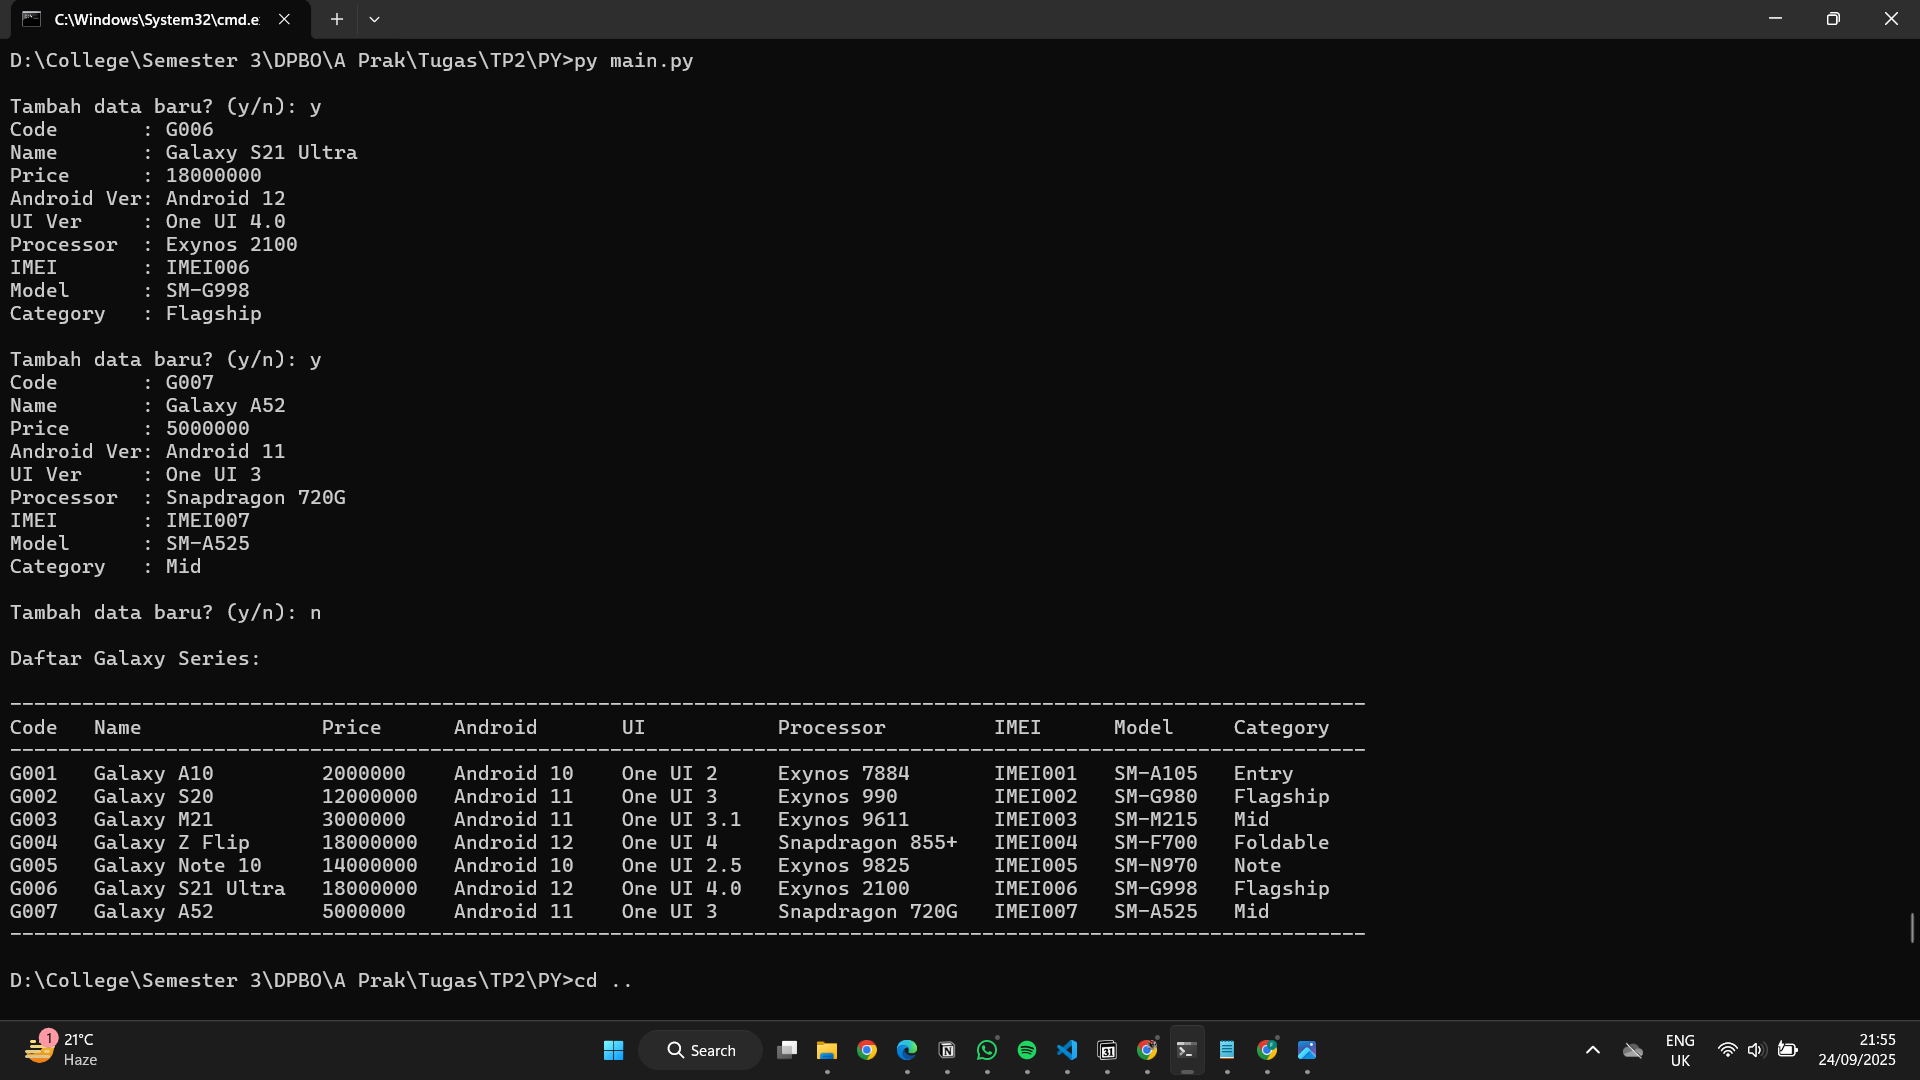 C:\Windows\System32\cmd.e
D:\College\Semester 3\DPBO\A Prak\Tugas\TP2\PY>py main.py
Tambah data baru? (y/n): y
Code       : G006
Name       : Galaxy S21 Ultra
Price      : 18000000
Android Ver: Android 12
UI Ver     : One UI 4.0
Processor  : Exynos 2100
IMEI       : IMEI006
Model      : SM-G998
Category   : Flagship
Tambah data baru? (y/n): y
Code       : G007
Name       : Galaxy A52
Price      : 5000000
Android Ver: Android 11
UI Ver     : One UI 3
Processor  : Snapdragon 720G
IMEI       : IMEI007
Model      : SM-A525
Category   : Mid
Tambah data baru? (y/n): n
Daftar Galaxy Series:
-----------------------------------------------------------------------------------------------------------------
Code   Name               Price      Android       UI         Processor         IMEI      Model     Category
-----------------------------------------------------------------------------------------------------------------
G001   Galaxy A10         2000000    Android 10    One UI 2   Exynos 7884       IMEI001   SM-A105   Entry
G002   Galaxy S20         12000000   Android 11    One UI 3   Exynos 990        IMEI002   SM-G980   Flagship
G003   Galaxy M21         3000000    Android 11    One UI 3.1   Exynos 9611       IMEI003   SM-M215   Mid
G004   Galaxy Z Flip      18000000   Android 12    One UI 4     Snapdragon 855+   IMEI004   SM-F700   Foldable
G005   Galaxy Note 10     14000000   Android 10    One UI 2.5   Exynos 9825       IMEI005   SM-N970   Note
G006   Galaxy S21 Ultra   18000000   Android 12    One UI 4.0   Exynos 2100       IMEI006   SM-G998   Flagship
G007   Galaxy A52         5000000    Android 11    One UI 3     Snapdragon 720G   IMEI007   SM-A525   Mid
-----------------------------------------------------------------------------------------------------------------
D:\College\Semester 3\DPBO\A Prak\Tugas\TP2\PY>cd ..
1
21°C
Haze
Search
31
ENG
UK
21:55
24/09/2025